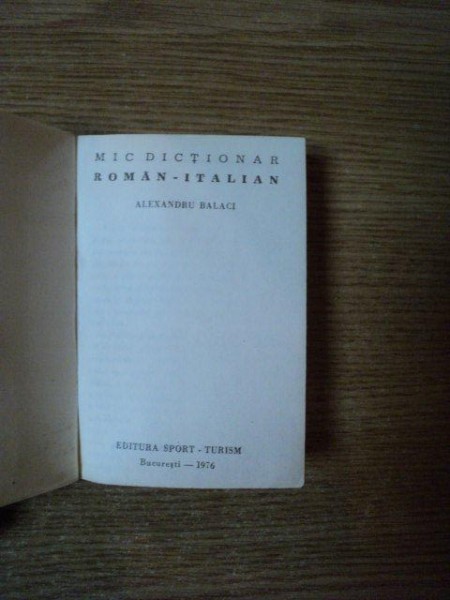 MIC DICȚIONAR
ROMÂN - ITALIAN
ALEXANDRU BALACI
EDITURA SPORT - TURISM
București — 1976